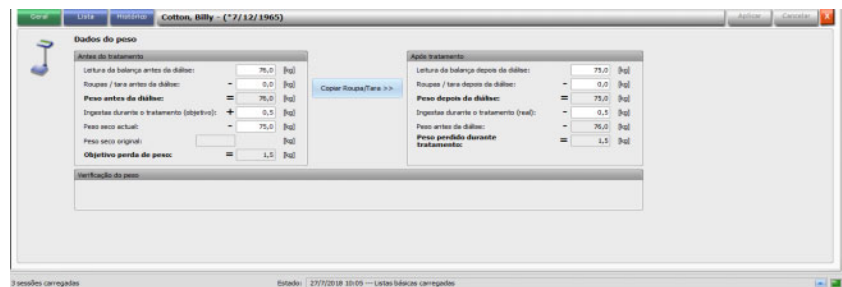 Geral Lista Histórico Cotton, Billy - (*7/12/1965) Aplicar Cancelar X
Dados do peso
Antes do tratamento
Leitura da balança antes da diálise: 76,0 [kg]
Roupas / tara antes da diálise: - 0,0 [kg]
Peso antes da diálise: = 76,0 [kg]
Ingestas durante o tratamento (objetivo): + 0,5 [kg]
Peso seco actual: - 75,0 [kg]
Peso seco original: [kg]
Objetivo perda de peso: = 1,5 [kg]
Copiar Roupa/Tara >>
Após tratamento
Leitura da balança depois da diálise: 75,0 [kg]
Roupas / tara depois da diálise: - 0,0 [kg]
Peso depois da diálise: = 75,0 [kg]
Ingestas durante o tratamento (real): - 0,5 [kg]
Peso antes da diálise: - 76,0 [kg]
Peso perdido durante
tratamento: = 1,5 [kg]
Verificação do peso
3 sessões carregadas Estado: 27/7/2018 10:05 --- Listas básicas carregadas